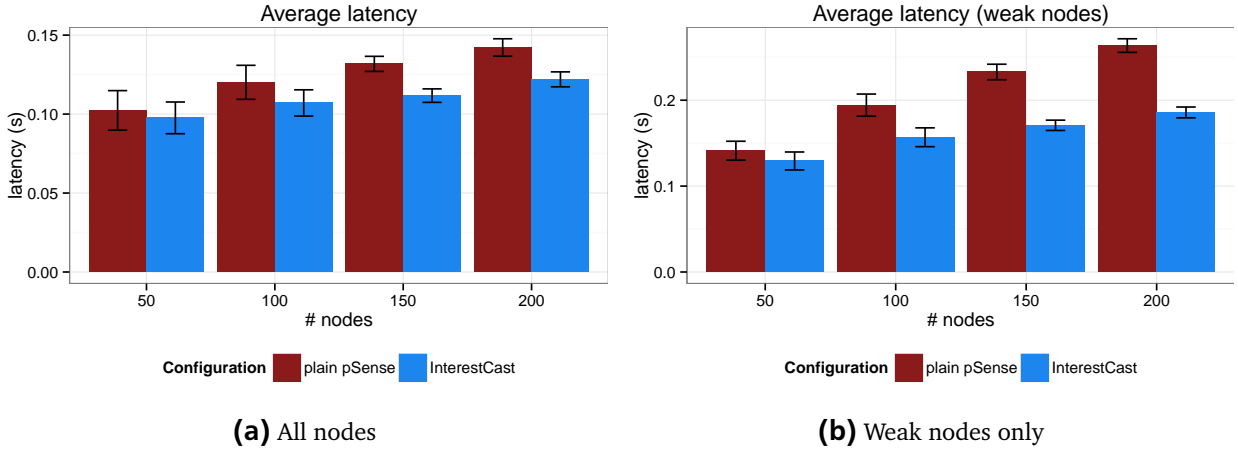 Average latency
latency (s)
0.15
0.10
0.05
0.00
50 100 150 200
# nodes
Configuration plain pSense InterestCast
(a) All nodes
Average latency (weak nodes)
latency (s)
0.2
0.1
0.0
50 100 150 200
# nodes
Configuration plain pSense InterestCast
(b) Weak nodes only